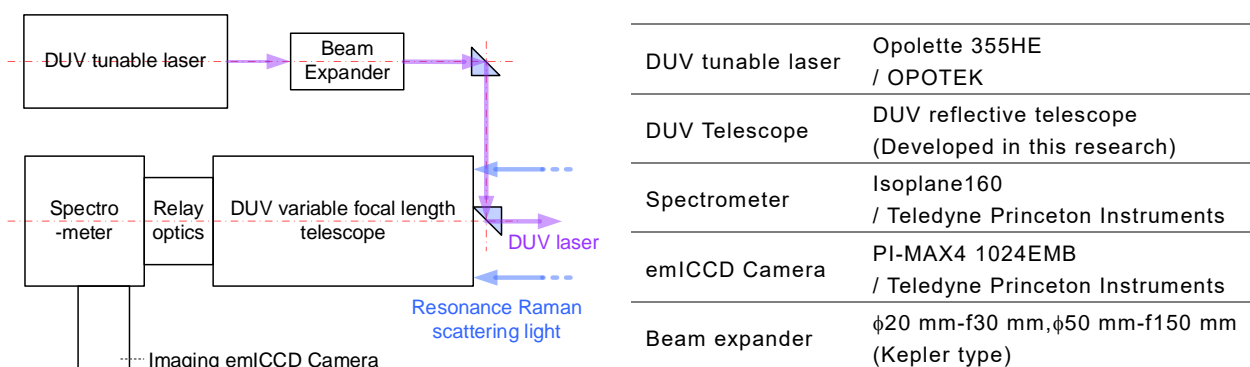 DUV tunable laser
Beam
Expander
Spectro
-meter
Relay
optics
DUV variable focal length
telescope
DUV laser
Resonance Raman
scattering light
Imaging emICCD Camera
DUV tunable laser
Opolette 355HE
/ OPOTEK
DUV Telescope
DUV reflective telescope
(Developed in this research)
Spectrometer
Isoplane160
/ Teledyne Princeton Instruments
emICCD Camera
PI-MAX4 1024EMB
/ Teledyne Princeton Instruments
Beam expander
ϕ20 mm-f30 mm,ϕ50 mm-f150 mm
(Kepler type)